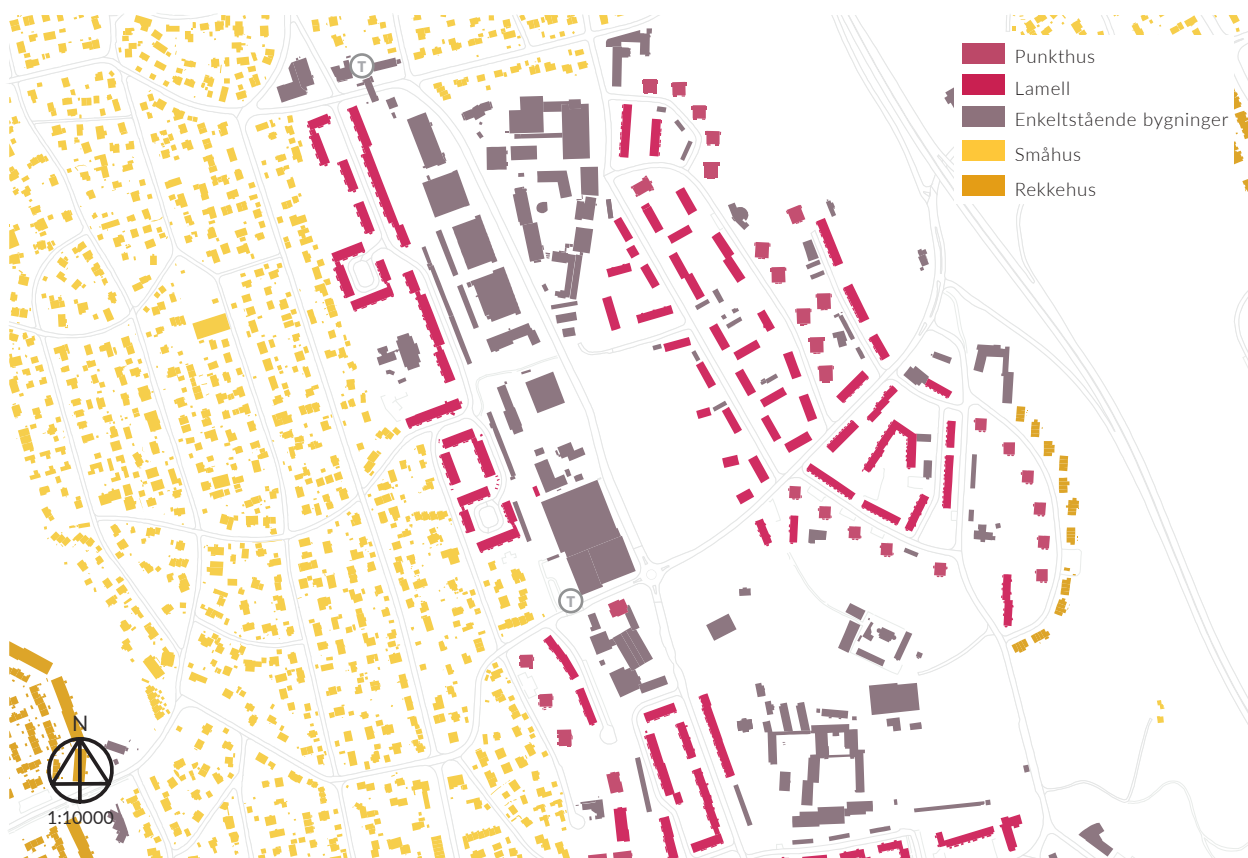 T
Punkthus
Lamell
Enkeltstående bygninger
Småhus
Rekkehus
T
N
1:10000